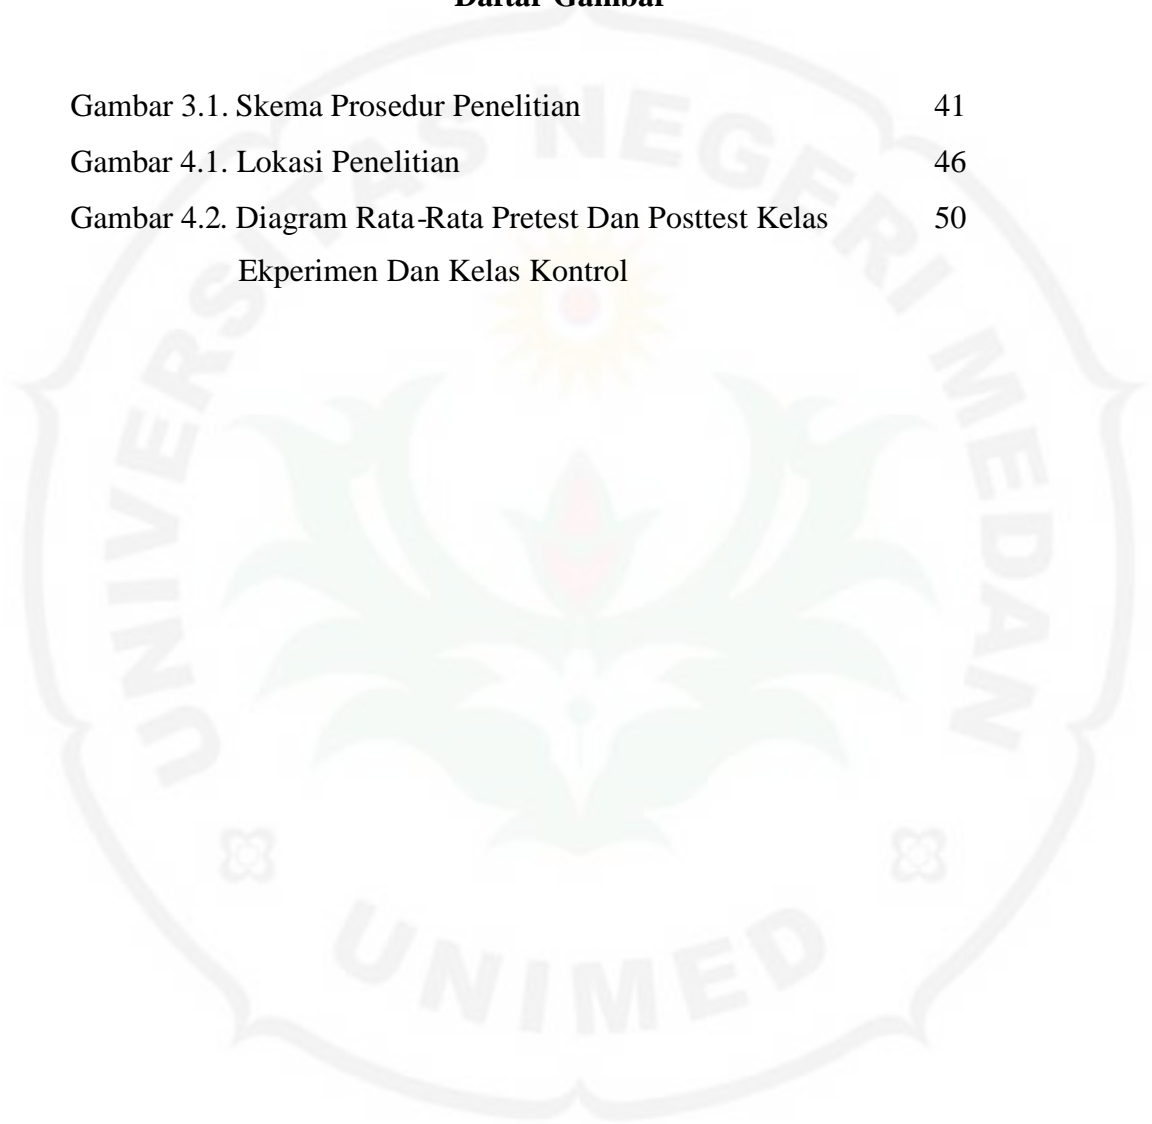 Daftar Gambar
Gambar 3.1. Skema Prosedur Penelitian 41
Gambar 4.1. Lokasi Penelitian 46
Gambar 4.2. Diagram Rata-Rata Pretest Dan Posttest Kelas 50
Ekperimen Dan Kelas Kontrol
UNIVERSITAS NEGERI MEDAN
UNIMED